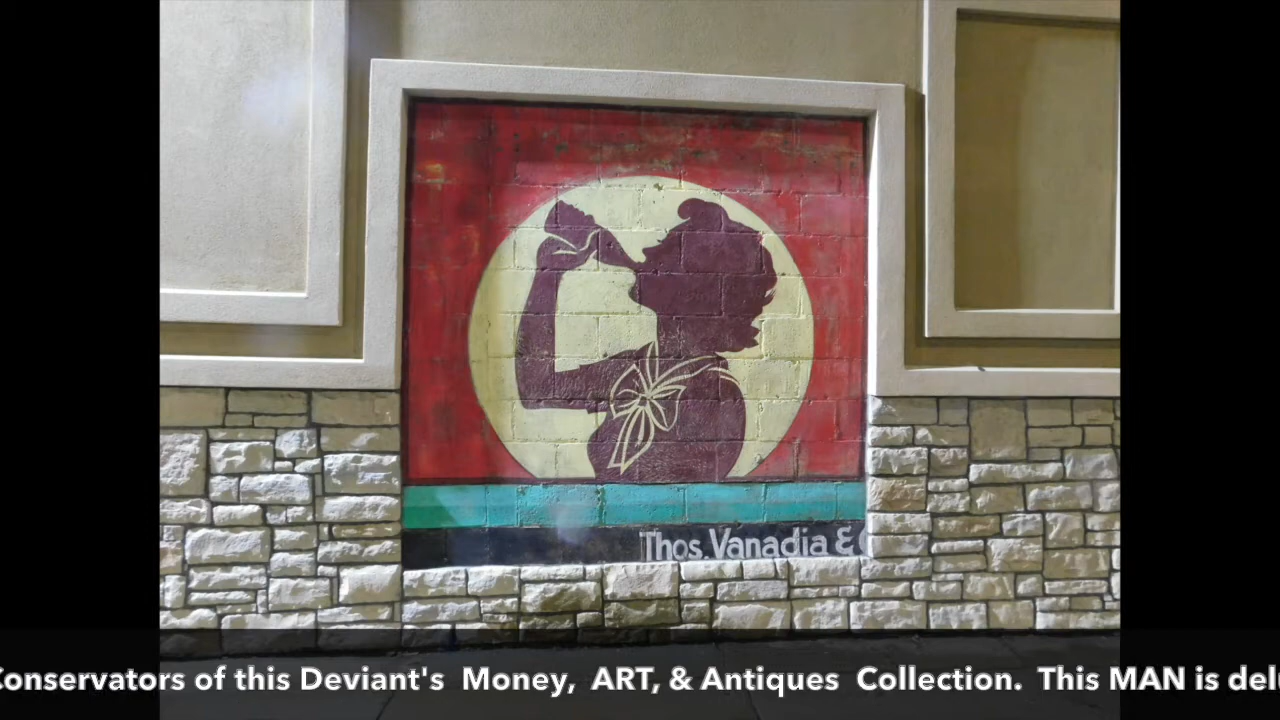 Thos. Vanadia &
Conservators of this Deviant's Money, ART, & Antiques Collection. This MAN is